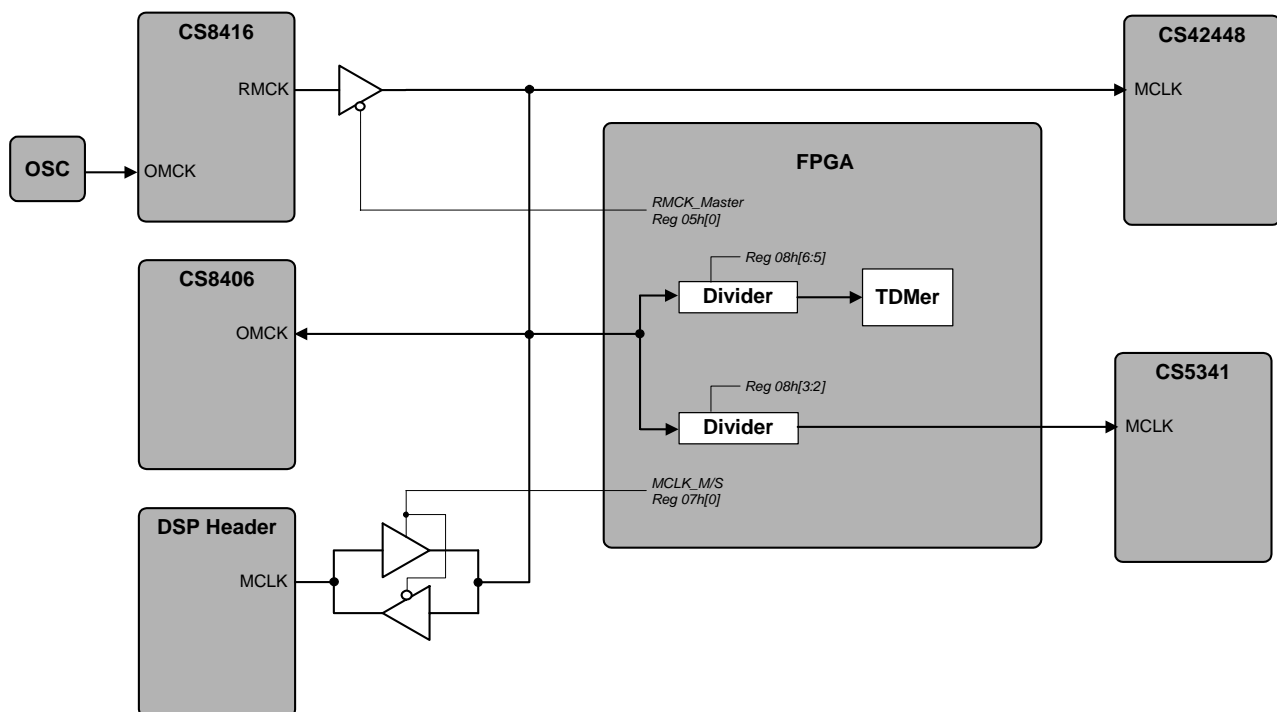 CS8416
RMCK
OMCK
OSC
CS42448
MCLK
FPGA
RMCK_Master
Reg 05h[0]
Reg 08h[6:5]
Divider
TDMer
Reg 08h[3:2]
Divider
MCLK_M/S
Reg 07h[0]
CS8406
OMCK
CS5341
MCLK
DSP Header
MCLK